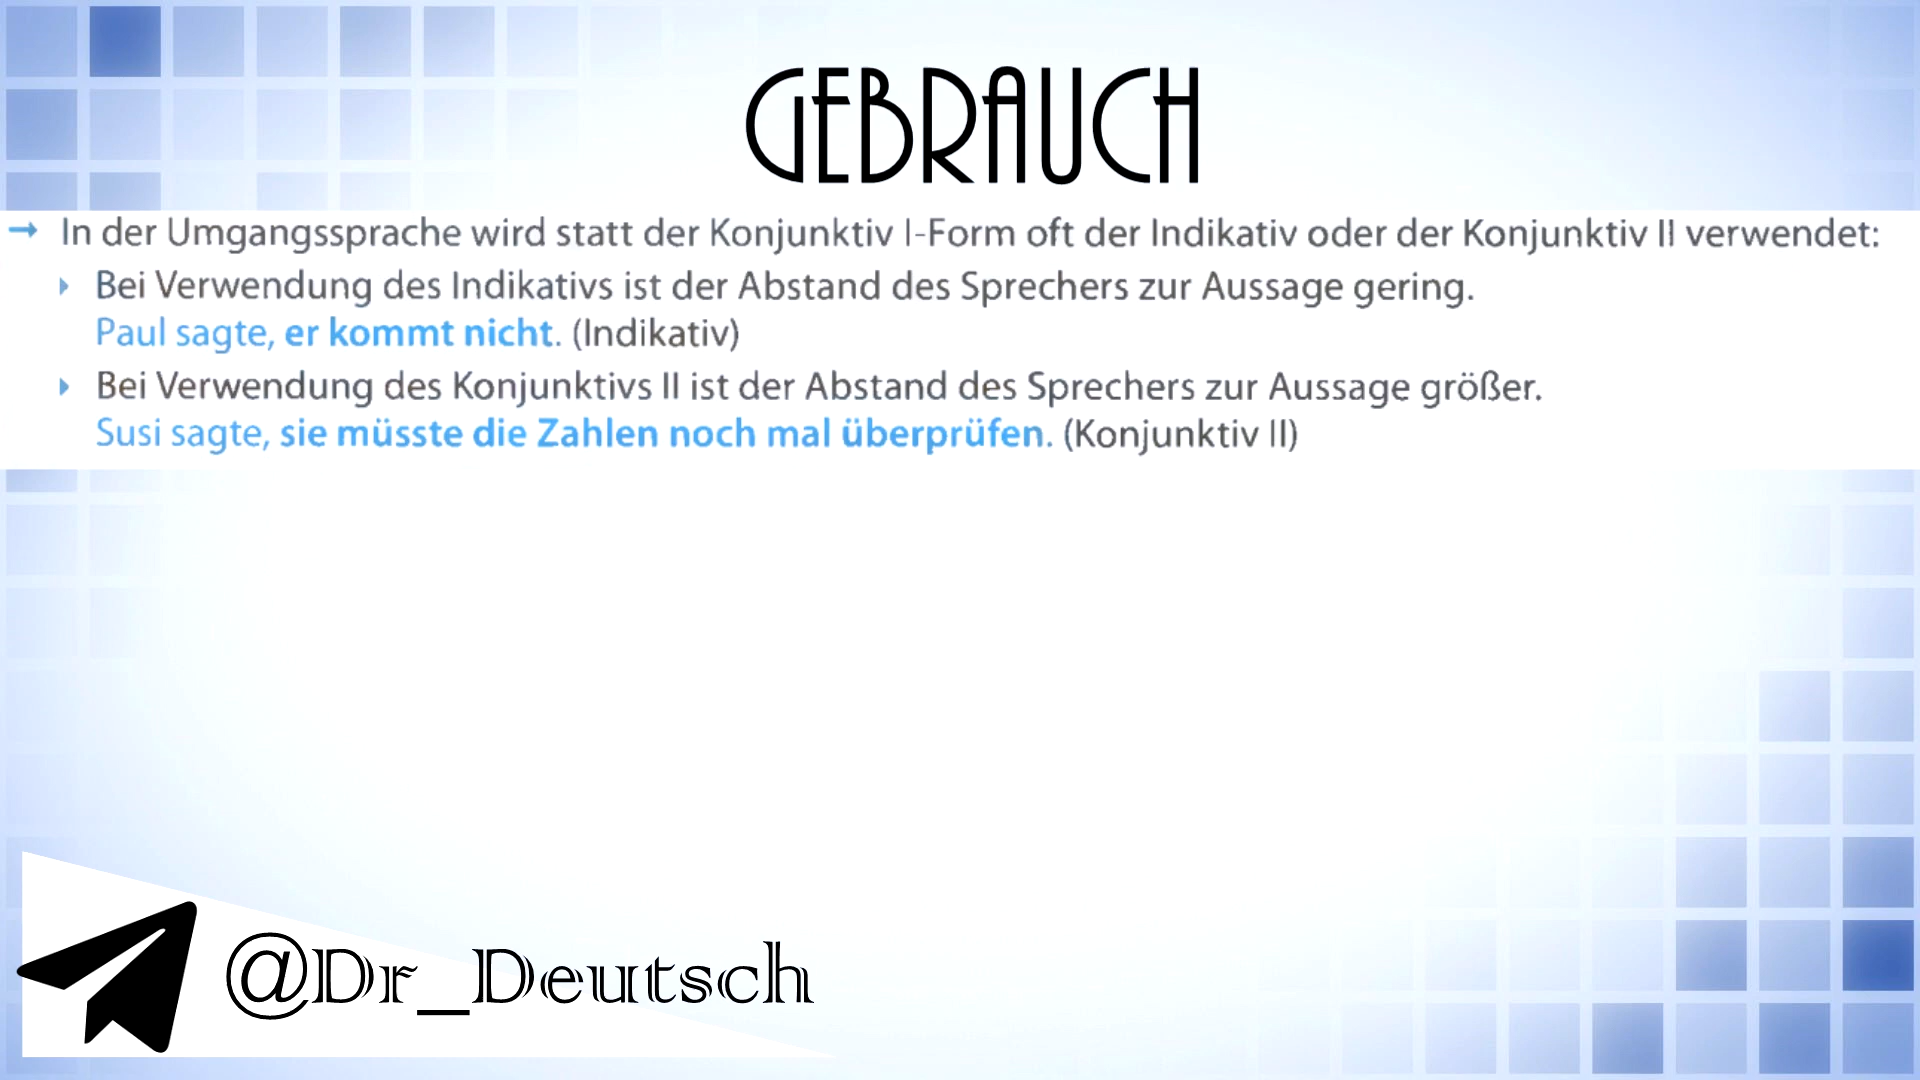 GEBRAUCH
→ In der Umgangssprache wird statt der Konjunktiv I-Form oft der Indikativ oder der Konjunktiv II verwendet:
‣ Bei Verwendung des Indikativs ist der Abstand des Sprechers zur Aussage gering.
Paul sagte, er kommt nicht. (Indikativ)
‣ Bei Verwendung des Konjunktivs II ist der Abstand des Sprechers zur Aussage größer.
Susi sagte, sie müsste die Zahlen noch mal überprüfen. (Konjunktiv II)
@Dr_Deutsch